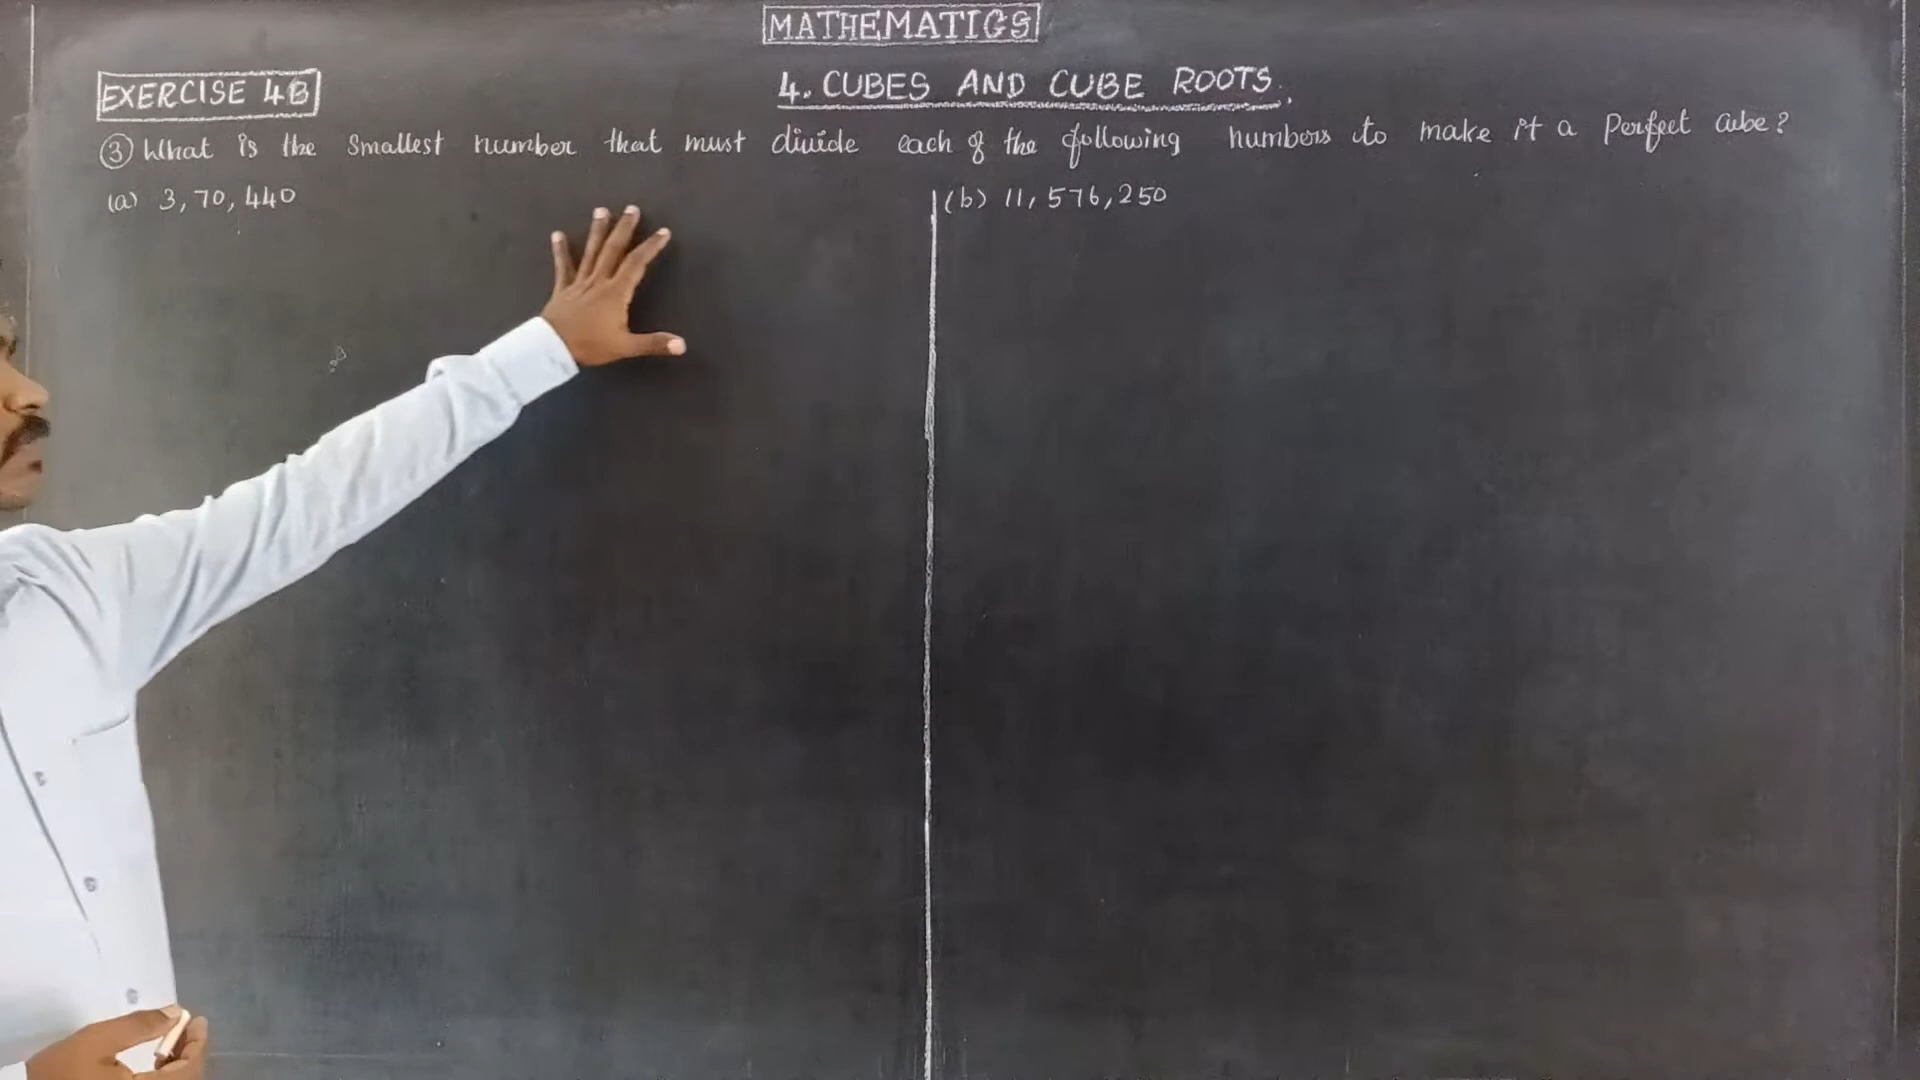 MATHEMATICS
EXERCISE 4B
4. CUBES AND CUBE ROOTS.
③ What is the smallest number that must divide each of the following numbers to make it a perfect cube?
(a) 3,70,440
(b) 11,576,250